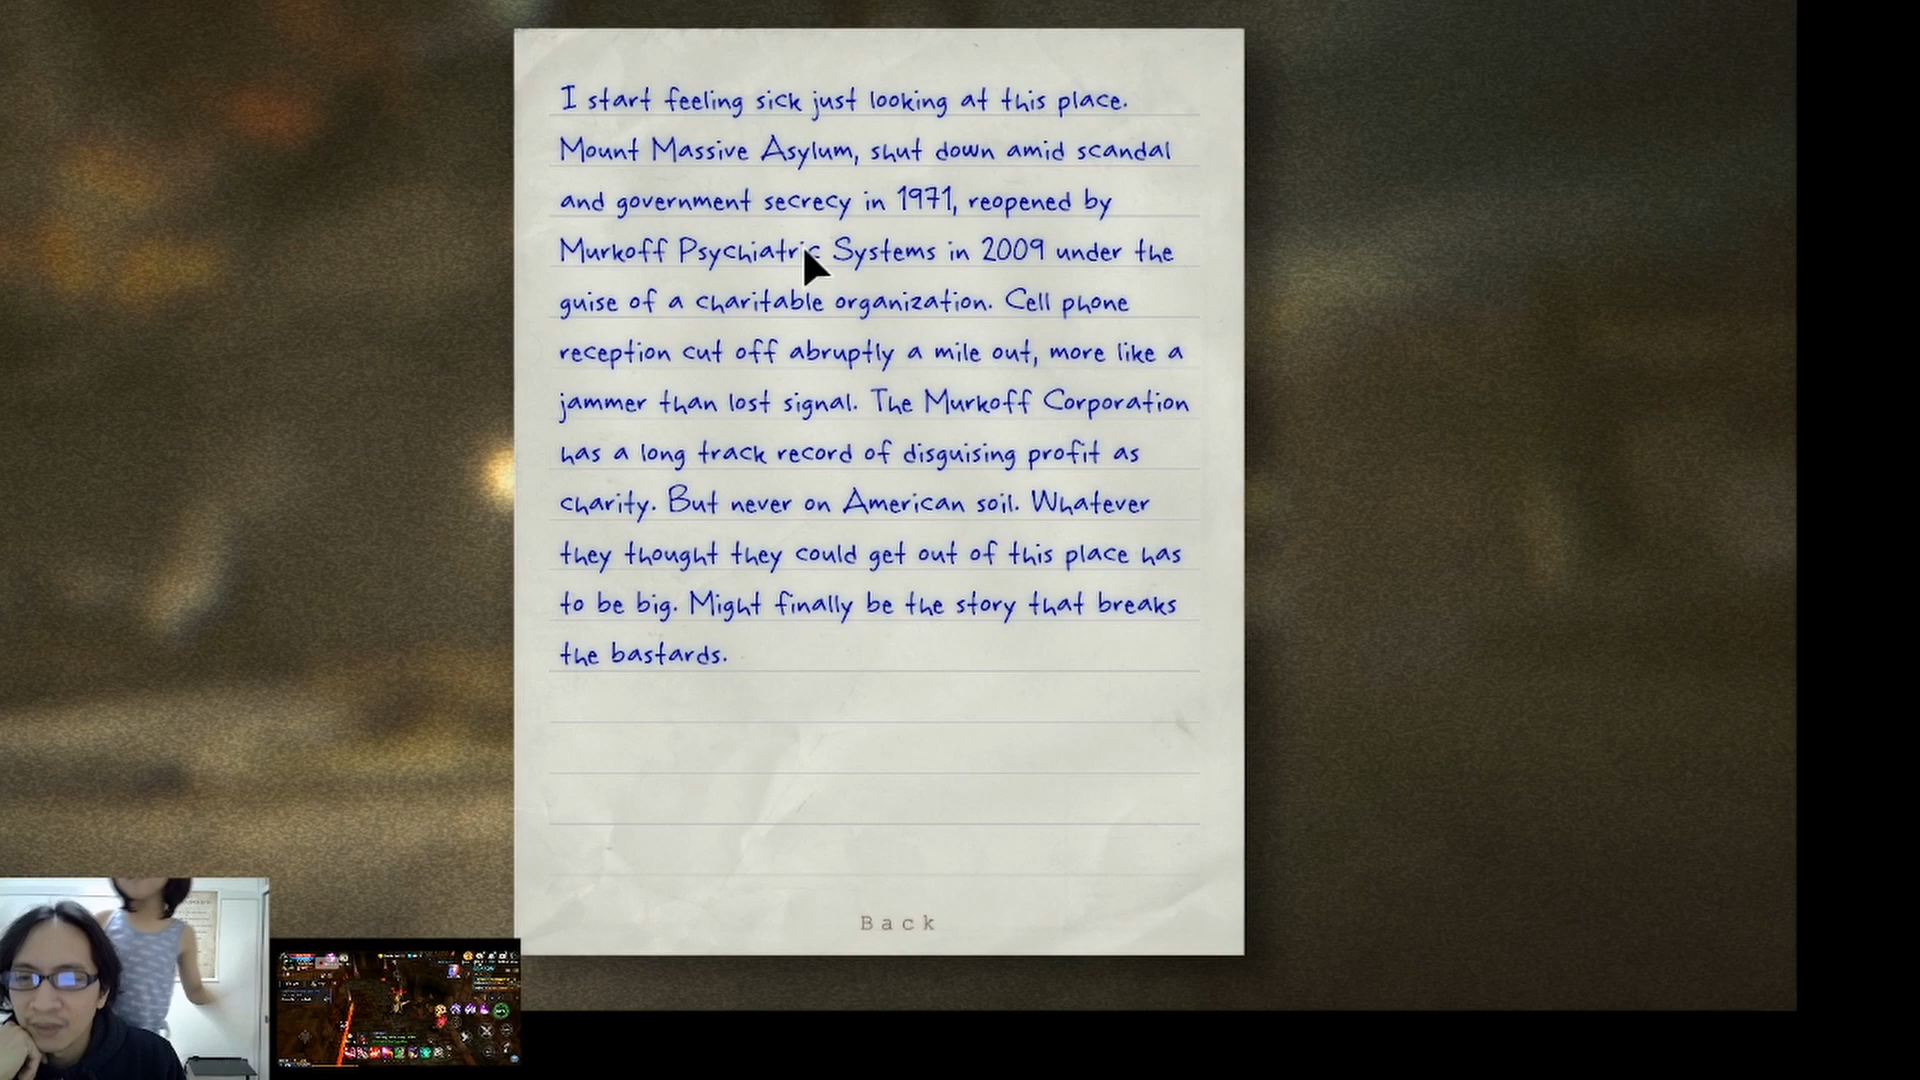 I start feeling sick just looking at this place.
Mount Massive Asylum, shut down amid scandal
and government secrecy in 1971, reopened by
Murkoff Psychiatric Systems in 2009 under the
guise of a charitable organization. Cell phone
reception cut off abruptly a mile out, more like a
jammer than lost signal. The Murkoff Corporation
has a long track record of disguising profit as
charity. But never on American soil. Whatever
they thought they could get out of this place has
to be big. Might finally be the story that breaks
the bastards.
Back